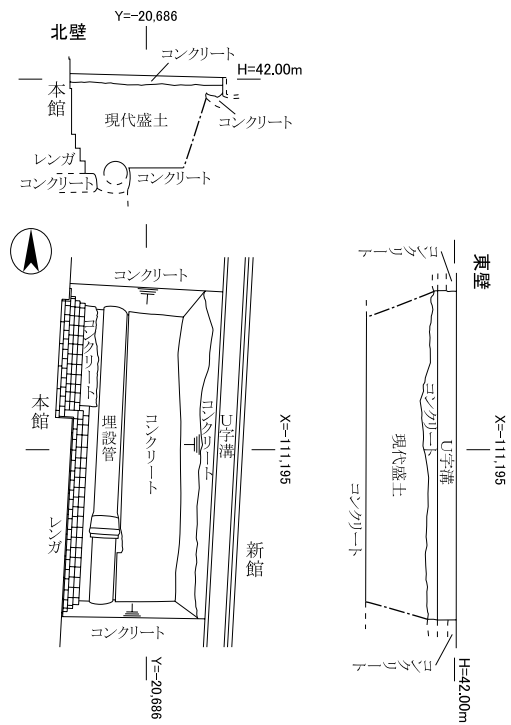 Y=-20,686
北壁
コンクリート
H=42.00m
本館
現代盛土
コンクリート
レンガ
コンクリート
コンクリート
コンクリート
コンクリート
本館
埋設管
コンクリート
コンクリート
U字溝
X=-111,195
レンガ
新館
コンクリート
Y=-20,686
東壁
コンクリート
コンクリート
U字溝
現代盛土
コンクリート
X=-111,195
コンクリート
H=42.00m